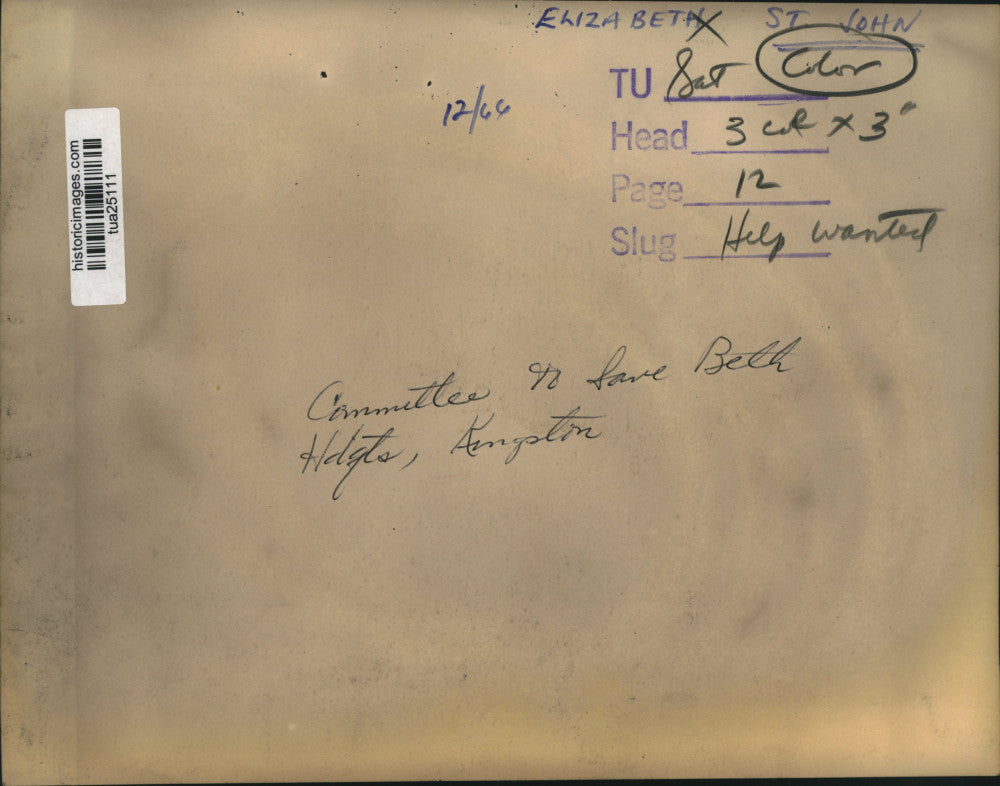 ELIZABETH ST. JOHN
TU Sat Color
12/64
Head 3 col x 3"
Page 12
Slug Help wanted
historicimages.com
tua25111
Committee to Save Beth
Hdqts, Kingston